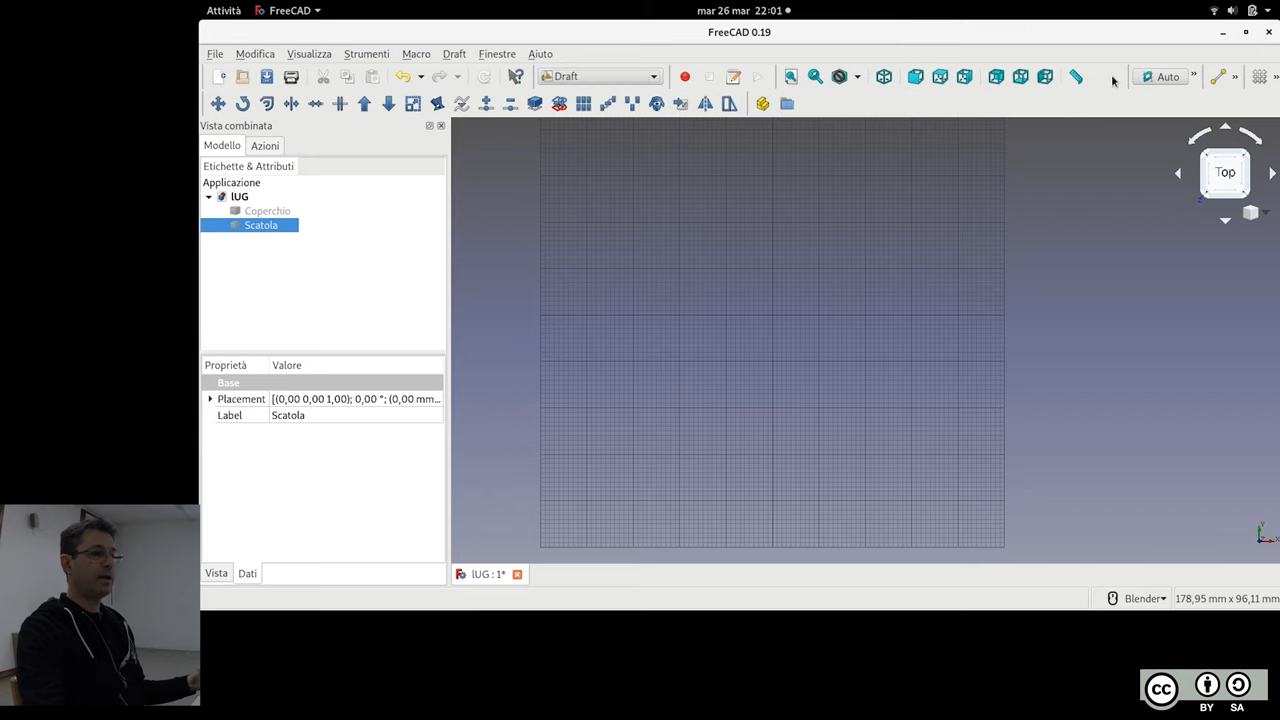 Attività FreeCAD mar 26 mar 22:01
FreeCAD 0.19
File Modifica Visualizza Strumenti Macro Draft Finestre Aiuto
Draft Auto » »
Vista combinata
Modello Azioni
Etichette & Attributi
Applicazione
lUG
Coperchio
Scatola
Top
Proprietà Valore
Base
Placement [(0,00 0,00 1,00); 0,00 °; (0,00 mm...
Label Scatola
Y
Z X
Vista Dati
lUG : 1*
Blender 178,95 mm x 96,11 mm
CC BY SA